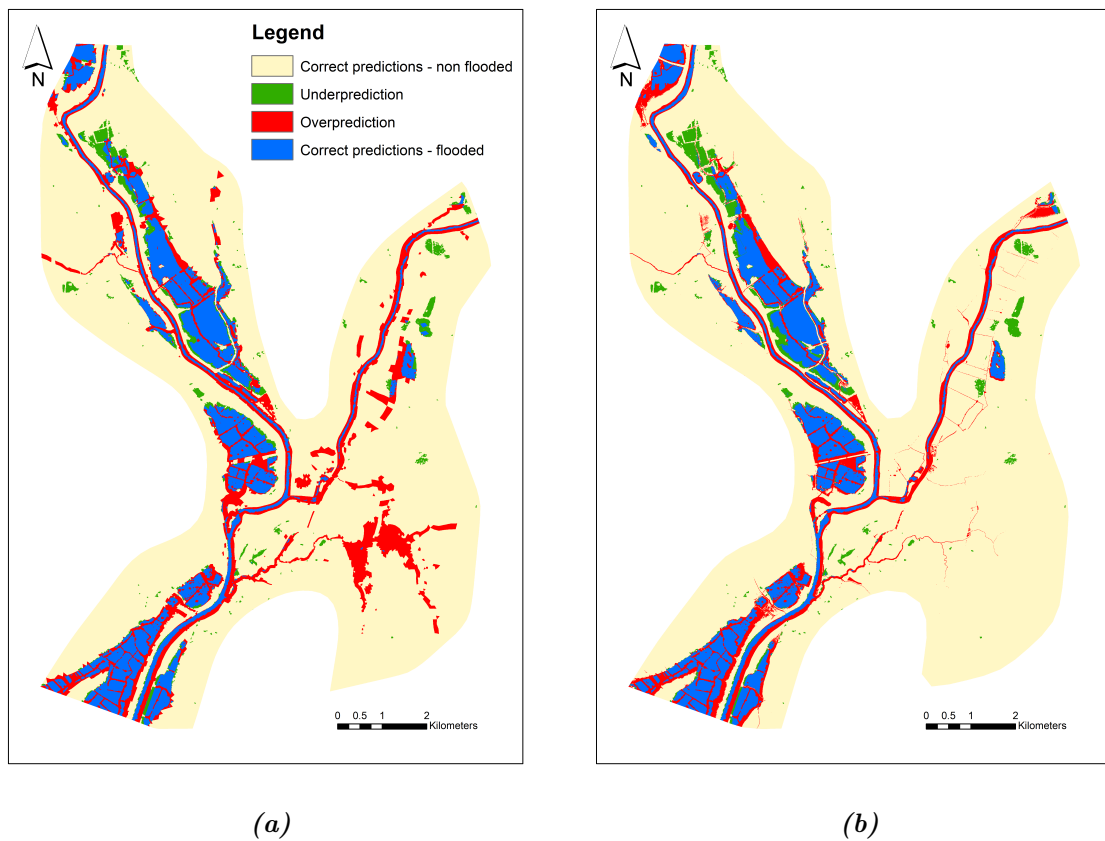 Legend
Correct predictions - non flooded
Underprediction
Overprediction
Correct predictions - flooded
N
N
0 0.5 1 2
Kilometers
0 0.5 1 2
Kilometers
(a)
(b)